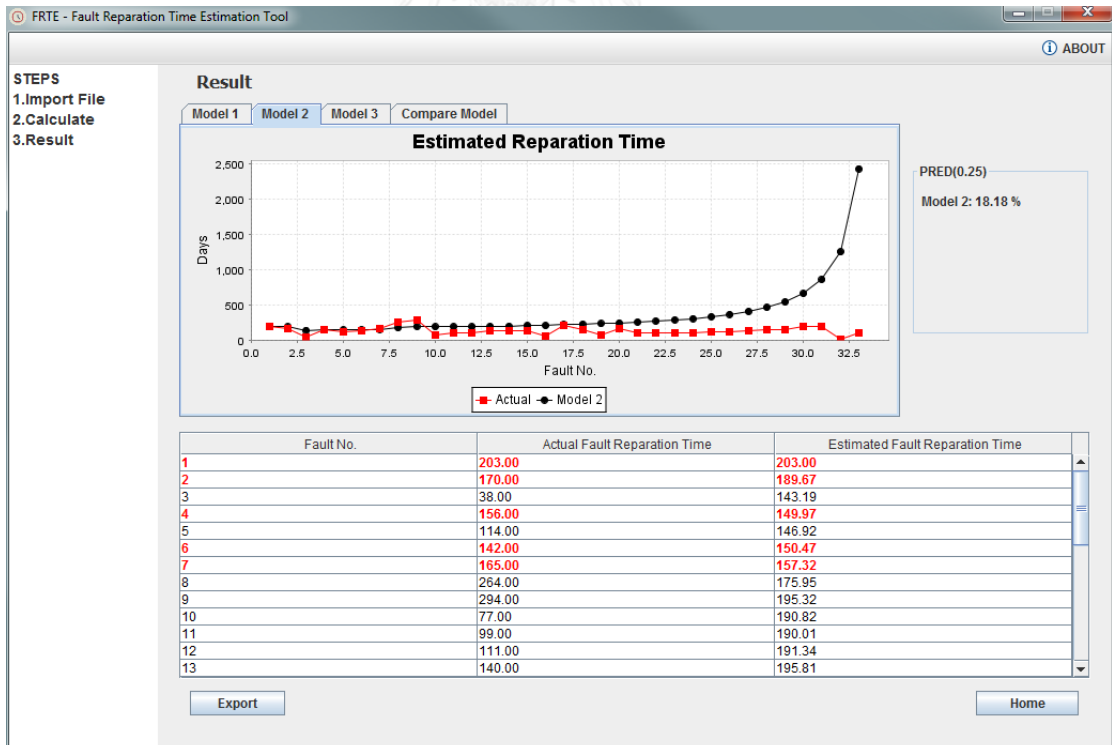 FRTE - Fault Reparation Time Estimation Tool
ABOUT
STEPS
1.Import File
2.Calculate
3.Result
Result
Model 1 Model 2 Model 3 Compare Model
Estimated Reparation Time
2,500
2,000
1,500
1,000
500
0
Days
0.0 2.5 5.0 7.5 10.0 12.5 15.0 17.5 20.0 22.5 25.0 27.5 30.0 32.5
Fault No.
Actual Model 2
PRED(0.25)
Model 2: 18.18 %
Fault No. Actual Fault Reparation Time Estimated Fault Reparation Time
1 203.00 203.00
2 170.00 189.67
3 38.00 143.19
4 156.00 149.97
5 114.00 146.92
6 142.00 150.47
7 165.00 157.32
8 264.00 175.95
9 294.00 195.32
10 77.00 190.82
11 99.00 190.01
12 111.00 191.34
13 140.00 195.81
Export Home